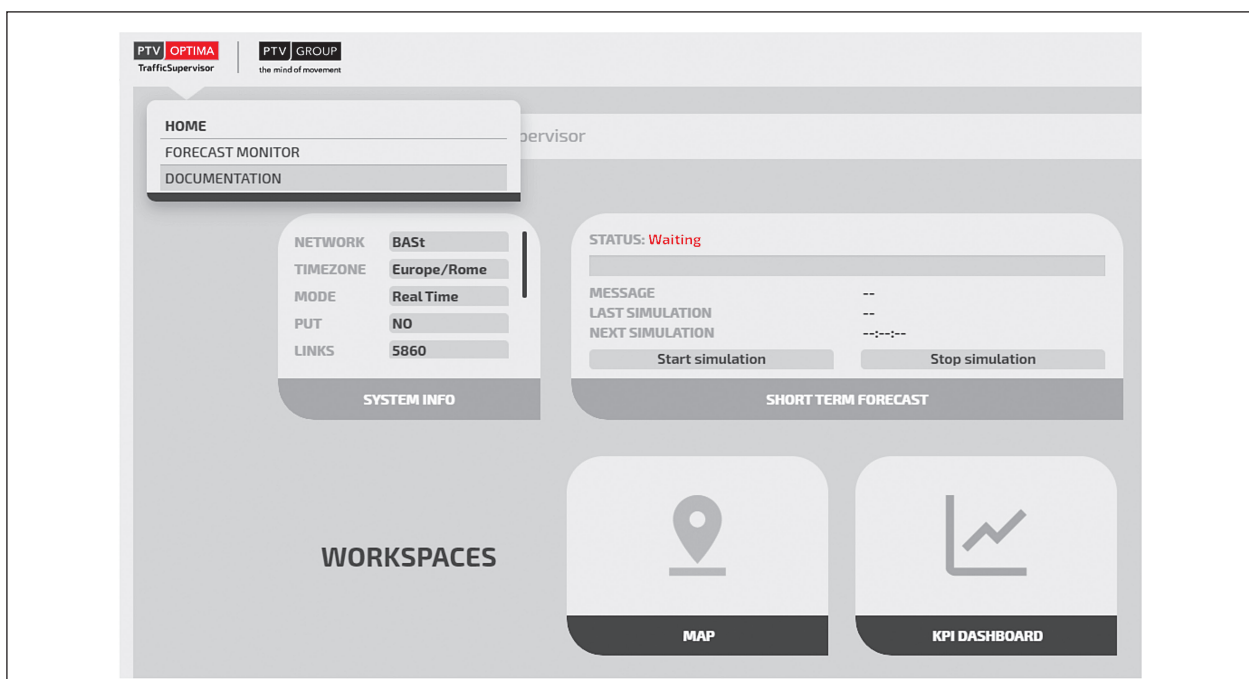 PTV OPTIMA
TrafficSupervisor
PTV GROUP
the mind of movement
HOME
FORECAST MONITOR
DOCUMENTATION
pervisor
NETWORK BASt
TIMEZONE Europe/Rome
MODE Real Time
PUT NO
LINKS 5860
SYSTEM INFO
STATUS: Waiting
MESSAGE --
LAST SIMULATION --
NEXT SIMULATION --:--:--
Start simulation Stop simulation
SHORT TERM FORECAST
WORKSPACES
MAP
KPI DASHBOARD